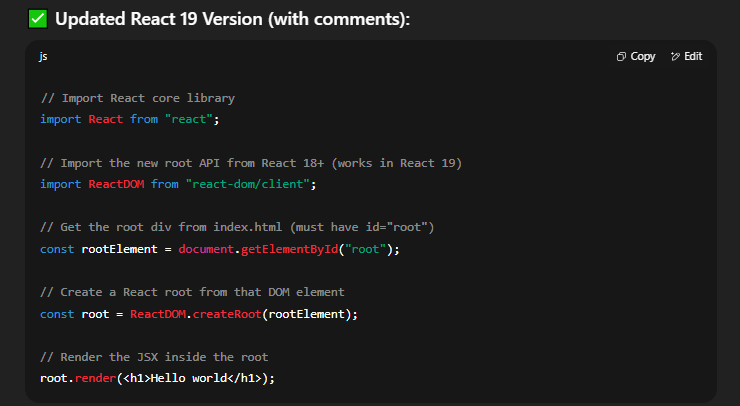 ✅ Updated React 19 Version (with comments):
js
Copy
Edit
// Import React core library
import React from "react";
// Import the new root API from React 18+ (works in React 19)
import ReactDOM from "react-dom/client";
// Get the root div from index.html (must have id="root")
const rootElement = document.getElementById("root");
// Create a React root from that DOM element
const root = ReactDOM.createRoot(rootElement);
// Render the JSX inside the root
root.render(<h1>Hello world</h1>);